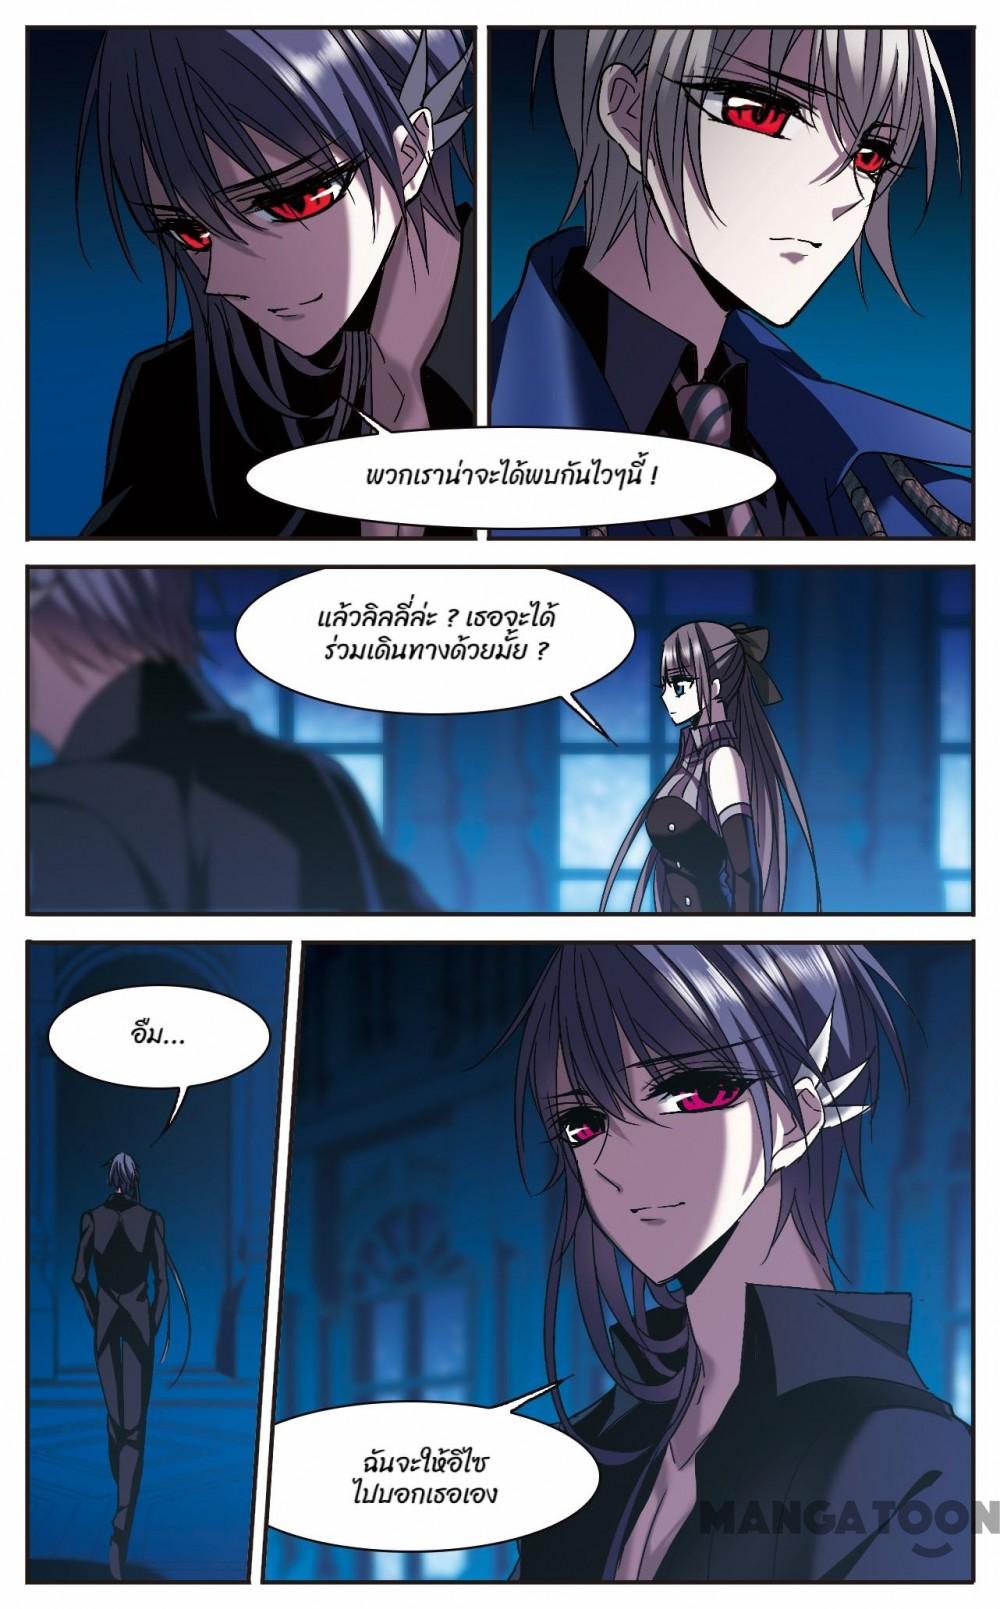 พวกเราน่าจะได้พบกันไวๆนี้ !
แล้วลิลลี่ล่ะ ? เธอจะได้
ร่วมเดินทางด้วยมั้ย ?
อืม...
ฉันจะให้อีไซ
ไปบอกเธอเอง
MANGATOON